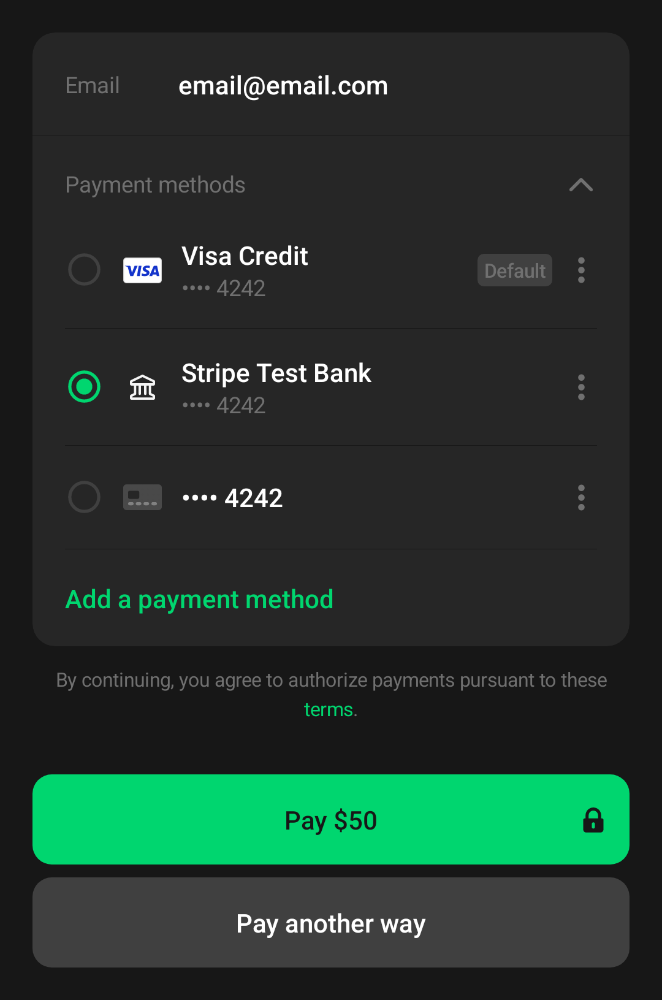 Email email@email.com
Payment methods
VISA Visa Credit Default
•••• 4242
Stripe Test Bank
•••• 4242
•••• 4242
Add a payment method
By continuing, you agree to authorize payments pursuant to these
terms.
Pay $50
Pay another way